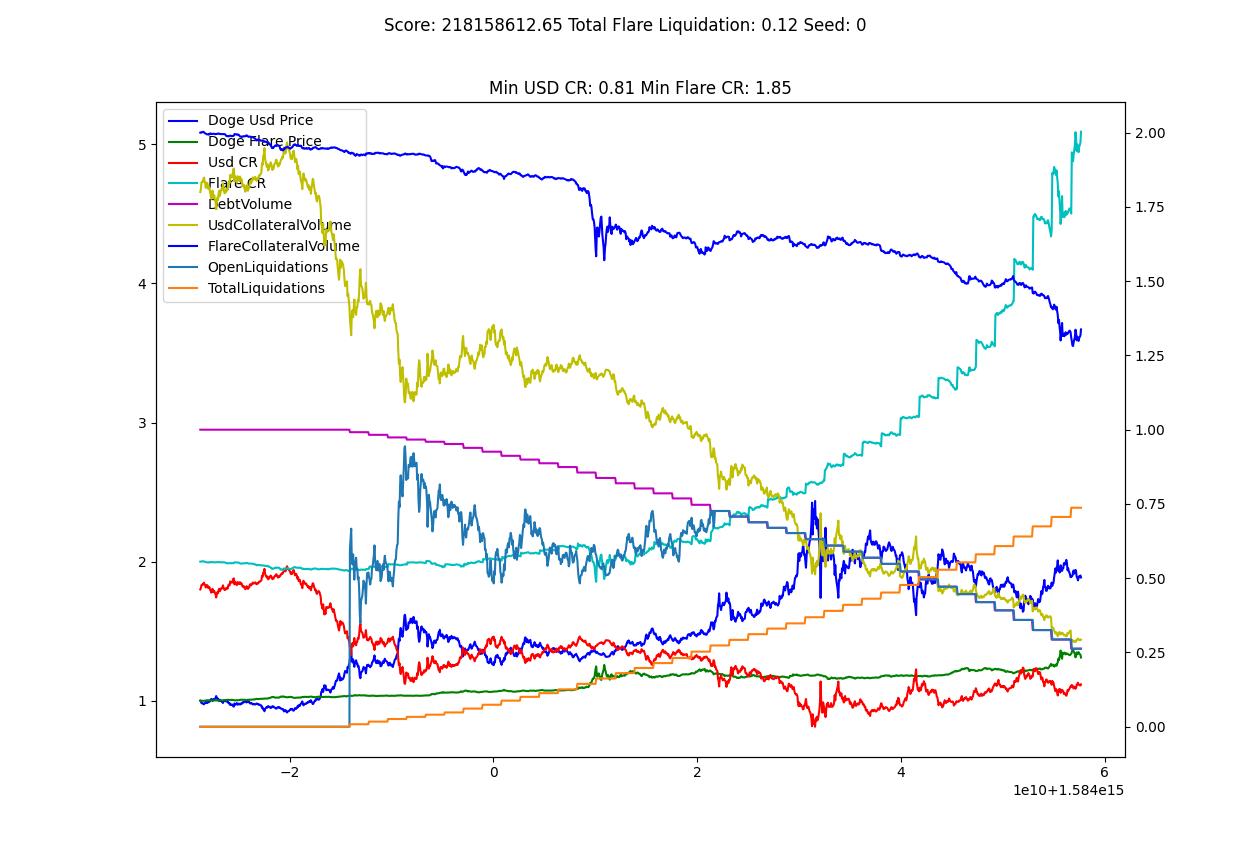 Score: 218158612.65 Total Flare Liquidation: 0.12 Seed: 0
Min USD CR: 0.81 Min Flare CR: 1.85
Doge Usd Price
Doge Flare Price
Usd CR
Flare CR
DebtVolume
UsdCollateralVolume
FlareCollateralVolume
OpenLiquidations
TotalLiquidations
5
4
3
2
1
2.00
1.75
1.50
1.25
1.00
0.75
0.50
0.25
0.00
−2 0 2 4 6
1e10+1.584e15